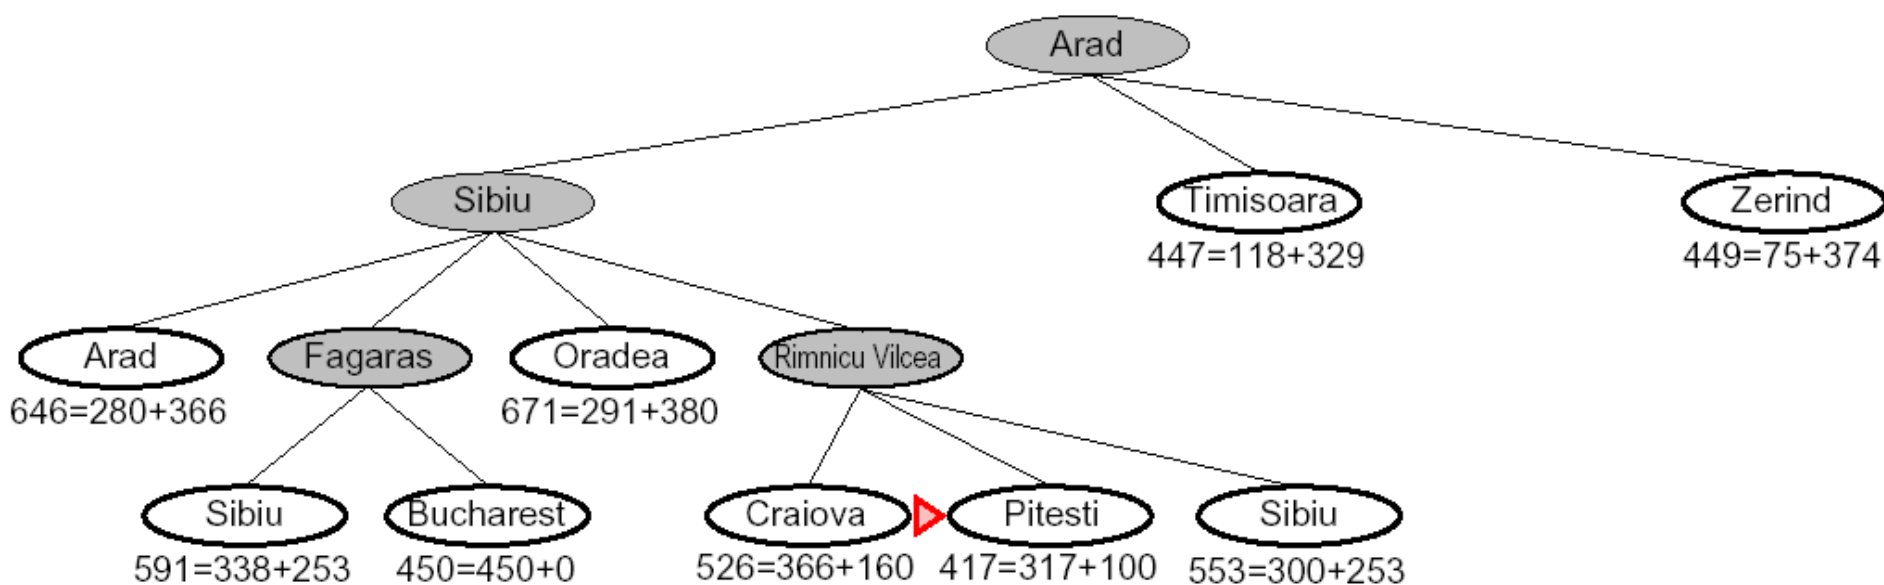 Arad
Sibiu
Timisoara
Zerind
447=118+329
449=75+374
Arad
Fagaras
Oradea
Rimnicu Vilcea
646=280+366
671=291+380
Sibiu
Bucharest
Craiova
Pitesti
Sibiu
591=338+253
450=450+0
526=366+160
417=317+100
553=300+253